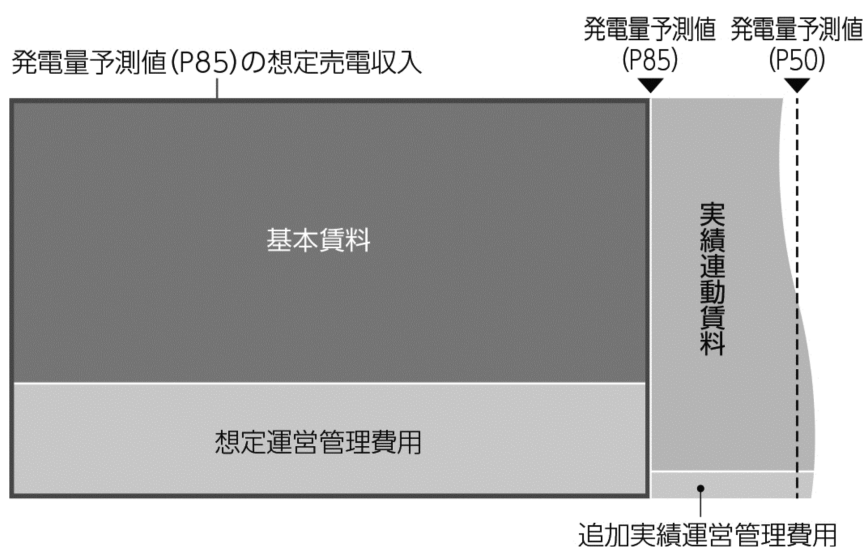 発電量予測値(P85)の想定売電収入
発電量予測値
(P85)
発電量予測値
(P50)
基本賃料
実績連動賃料
想定運営管理費用
追加実績運営管理費用